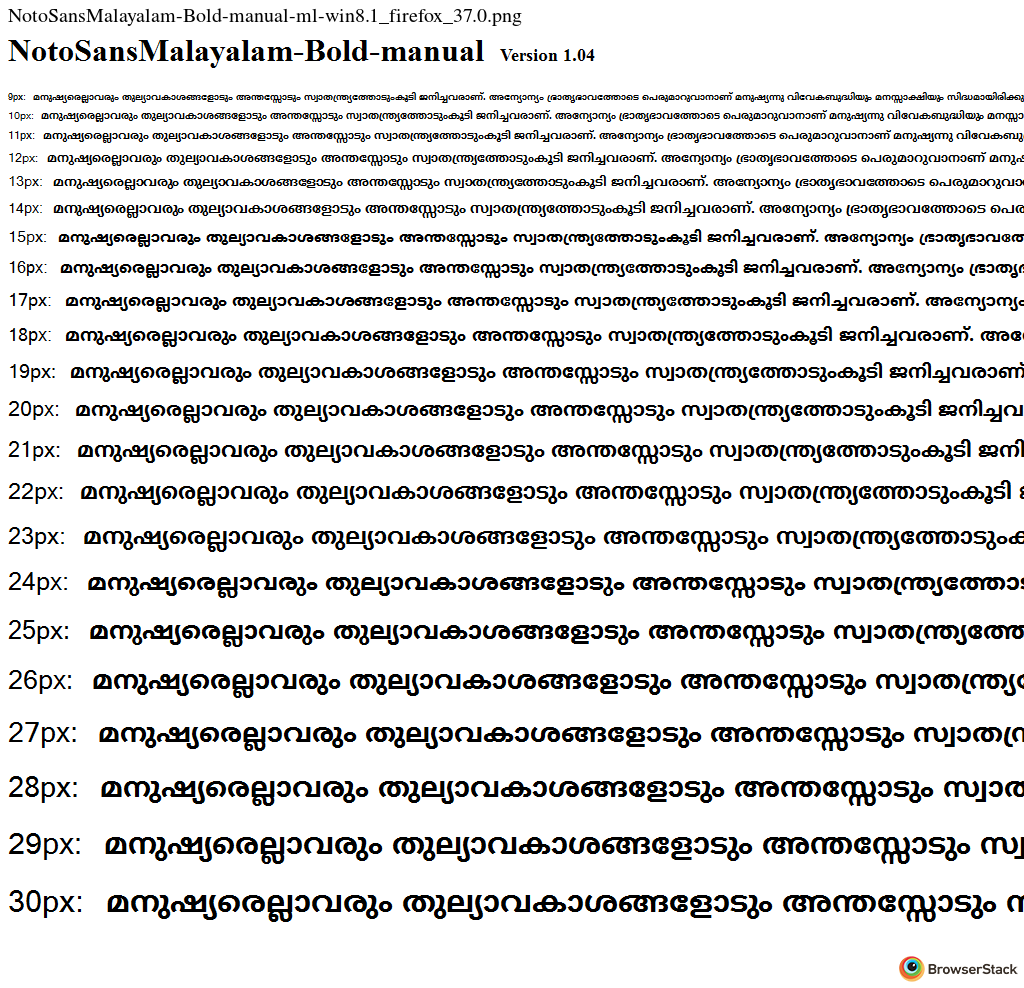 NotoSansMalayalam-Bold-manual-ml-win8.1_firefox_37.0.png
NotoSansMalayalam-Bold-manual Version 1.04
9px: മനുഷ്യരെല്ലാവരും തുല്യാവകാശങ്ങളോടും അന്തസ്സോടും സ്വാതന്ത്ര്യത്തോടുംകൂടി ജനിച്ചവരാണ്. അന്യോന്യം ഭ്രാതൃഭാവത്തോടെ പെരുമാറുവാനാണ് മനുഷ്യന്നു വിവേകബുദ്ധിയും മനസ്സാക്ഷിയും സിദ്ധമായിരിക്കു
10px: മനുഷ്യരെല്ലാവരും തുല്യാവകാശങ്ങളോടും അന്തസ്സോടും സ്വാതന്ത്ര്യത്തോടുംകൂടി ജനിച്ചവരാണ്. അന്യോന്യം ഭ്രാതൃഭാവത്തോടെ പെരുമാറുവാനാണ് മനുഷ്യന്നു വിവേകബുദ്ധിയും മനസ്സാ
11px: മനുഷ്യരെല്ലാവരും തുല്യാവകാശങ്ങളോടും അന്തസ്സോടും സ്വാതന്ത്ര്യത്തോടുംകൂടി ജനിച്ചവരാണ്. അന്യോന്യം ഭ്രാതൃഭാവത്തോടെ പെരുമാറുവാനാണ് മനുഷ്യന്നു വിവേകബു
12px: മനുഷ്യരെല്ലാവരും തുല്യാവകാശങ്ങളോടും അന്തസ്സോടും സ്വാതന്ത്ര്യത്തോടുംകൂടി ജനിച്ചവരാണ്. അന്യോന്യം ഭ്രാതൃഭാവത്തോടെ പെരുമാറുവാനാണ് മനു
13px: മനുഷ്യരെല്ലാവരും തുല്യാവകാശങ്ങളോടും അന്തസ്സോടും സ്വാതന്ത്ര്യത്തോടുംകൂടി ജനിച്ചവരാണ്. അന്യോന്യം ഭ്രാതൃഭാവത്തോടെ പെരുമാറുവാ
14px: മനുഷ്യരെല്ലാവരും തുല്യാവകാശങ്ങളോടും അന്തസ്സോടും സ്വാതന്ത്ര്യത്തോടുംകൂടി ജനിച്ചവരാണ്. അന്യോന്യം ഭ്രാതൃഭാവത്തോടെ പെര
15px: മനുഷ്യരെല്ലാവരും തുല്യാവകാശങ്ങളോടും അന്തസ്സോടും സ്വാതന്ത്ര്യത്തോടുംകൂടി ജനിച്ചവരാണ്. അന്യോന്യം ഭ്രാതൃഭാവത്തേ
16px: മനുഷ്യരെല്ലാവരും തുല്യാവകാശങ്ങളോടും അന്തസ്സോടും സ്വാതന്ത്ര്യത്തോടുംകൂടി ജനിച്ചവരാണ്. അന്യോന്യം ഭ്രാതൃ
17px: മനുഷ്യരെല്ലാവരും തുല്യാവകാശങ്ങളോടും അന്തസ്സോടും സ്വാതന്ത്ര്യത്തോടുംകൂടി ജനിച്ചവരാണ്. അന്യോന്യം
18px: മനുഷ്യരെല്ലാവരും തുല്യാവകാശങ്ങളോടും അന്തസ്സോടും സ്വാതന്ത്ര്യത്തോടുംകൂടി ജനിച്ചവരാണ്.
19px: മനുഷ്യരെല്ലാവരും തുല്യാവകാശങ്ങളോടും അന്തസ്സോടും സ്വാതന്ത്ര്യത്തോടുംകൂടി ജനിച്ചവരാണ്
20px: മനുഷ്യരെല്ലാവരും തുല്യാവകാശങ്ങളോടും അന്തസ്സോടും സ്വാതന്ത്ര്യത്തോടുംകൂടി ജനിച്ചവ
21px: മനുഷ്യരെല്ലാവരും തുല്യാവകാശങ്ങളോടും അന്തസ്സോടും സ്വാതന്ത്ര്യത്തോടുംകൂടി ജനി
22px: മനുഷ്യരെല്ലാവരും തുല്യാവകാശങ്ങളോടും അന്തസ്സോടും സ്വാതന്ത്ര്യത്തോടുംകൂടി
23px: മനുഷ്യരെല്ലാവരും തുല്യാവകാശങ്ങളോടും അന്തസ്സോടും സ്വാതന്ത്ര്യത്തോടും
24px: മനുഷ്യരെല്ലാവരും തുല്യാവകാശങ്ങളോടും അന്തസ്സോടും സ്വാതന്ത്ര്യത്തോ
25px: മനുഷ്യരെല്ലാവരും തുല്യാവകാശങ്ങളോടും അന്തസ്സോടും സ്വാതന്ത്ര്യത്തേ
26px: മനുഷ്യരെല്ലാവരും തുല്യാവകാശങ്ങളോടും അന്തസ്സോടും സ്വാതന്ത്ര്യ
27px: മനുഷ്യരെല്ലാവരും തുല്യാവകാശങ്ങളോടും അന്തസ്സോടും സ്വാതന്ത്ര
28px: മനുഷ്യരെല്ലാവരും തുല്യാവകാശങ്ങളോടും അന്തസ്സോടും സ്വാത
29px: മനുഷ്യരെല്ലാവരും തുല്യാവകാശങ്ങളോടും അന്തസ്സോടും സ്വ
30px: മനുഷ്യരെല്ലാവരും തുല്യാവകാശങ്ങളോടും അന്തസ്സോടും
BrowserStack